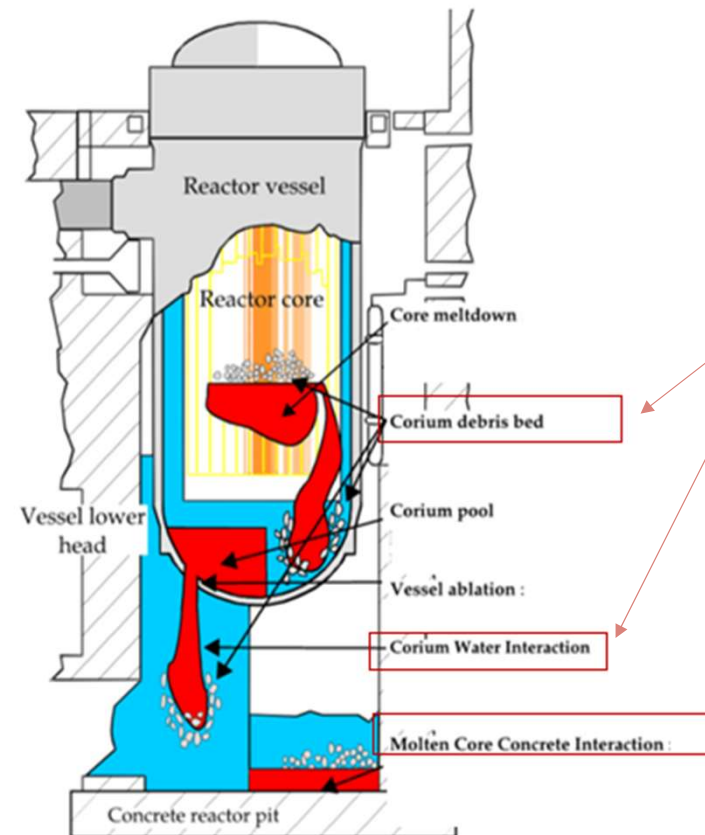 Reactor vessel
Reactor core
Core meltdown
Corium debris bed
Vessel lower
head
Corium pool
Vessel ablation :
Corium Water Interaction
Molten Core Concrete Interaction :
Concrete reactor pit